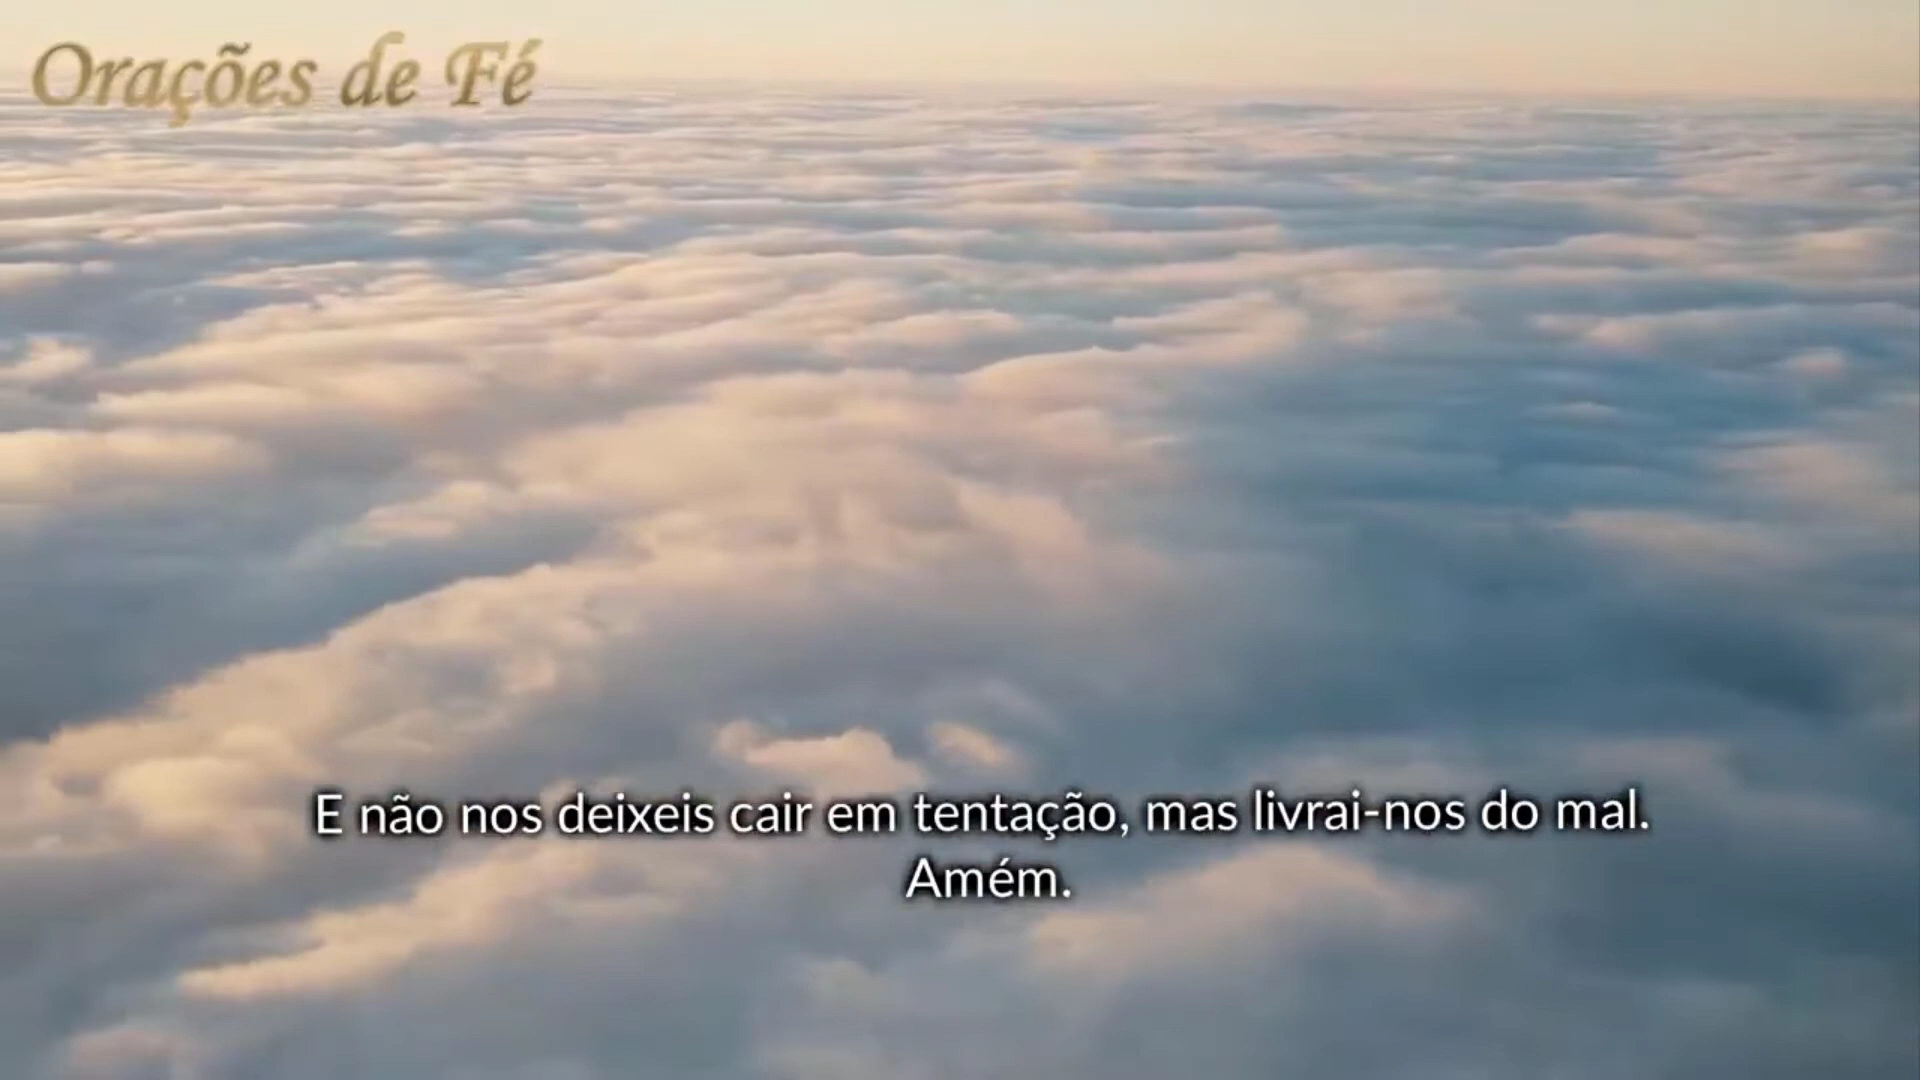 Orações de Fé
E não nos deixeis cair em tentação, mas livrai-nos do mal.
Amém.